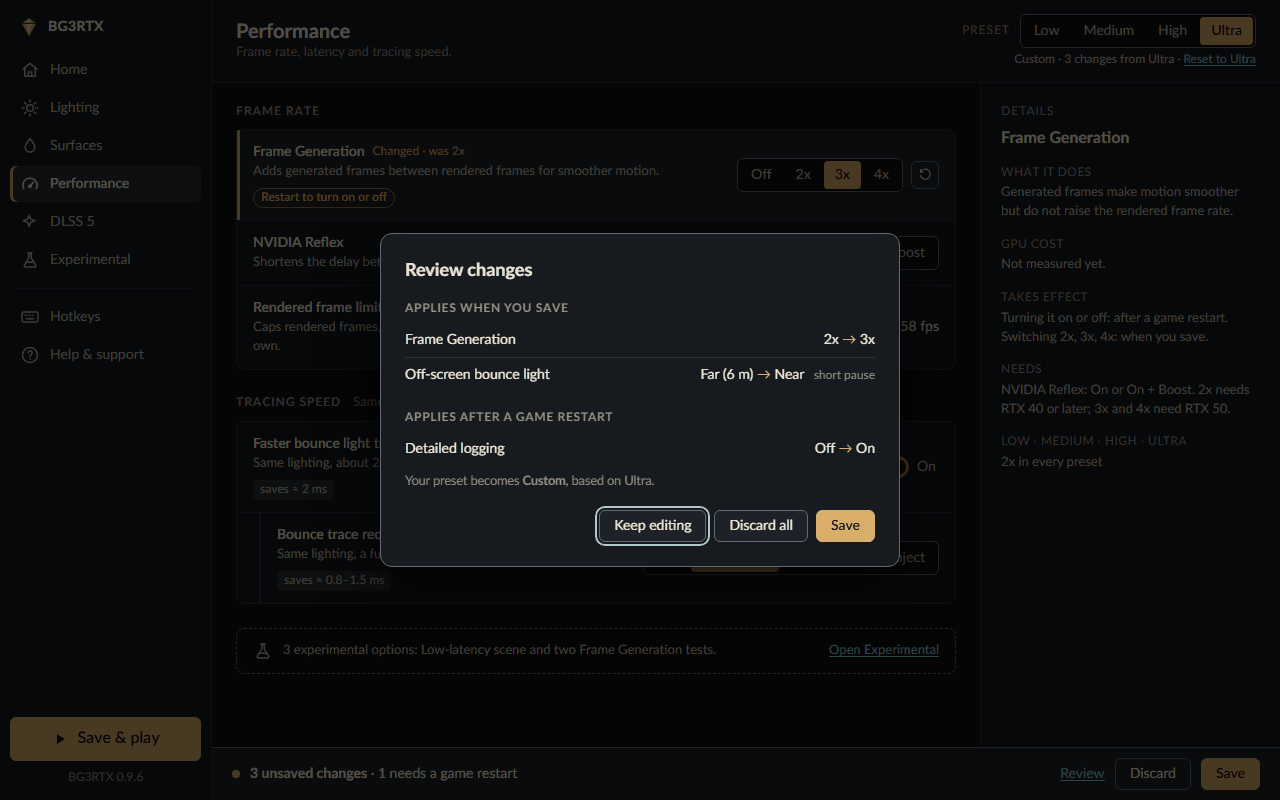 BG3RTX
Home
Lighting
Surfaces
Performance
DLSS 5
Experimental
Hotkeys
Help & support
Save & play
BG3RTX 0.9.6
Performance
Frame rate, latency and tracing speed.
PRESET
Low
Medium
High
Ultra
Custom · 3 changes from Ultra · Reset to Ultra
FRAME RATE
Frame Generation Changed · was 2x
Adds generated frames between rendered frames for smoother motion.
Restart to turn on or off
Off
2x
3x
4x
NVIDIA Reflex
Shortens the delay
Rendered frame
Caps rendered frames,
own.
58 fps
TRACING SPEED
Faster bounce light
Same lighting, about
saves ≈ 2 ms
On
Bounce trace
Same lighting, a
saves ≈ 0.8–1.5 ms
3 experimental options: Low-latency scene and two Frame Generation tests.
Open Experimental
Review changes
APPLIES WHEN YOU SAVE
Frame Generation 2x → 3x
Off-screen bounce light Far (6 m) → Near short pause
APPLIES AFTER A GAME RESTART
Detailed logging Off → On
Your preset becomes Custom, based on Ultra.
Keep editing
Discard all
Save
DETAILS
Frame Generation
WHAT IT DOES
Generated frames make motion smoother
but do not raise the rendered frame rate.
GPU COST
Not measured yet.
TAKES EFFECT
Turning it on or off: after a game restart.
Switching 2x, 3x, 4x: when you save.
NEEDS
NVIDIA Reflex: On or On + Boost. 2x needs
RTX 40 or later; 3x and 4x need RTX 50.
LOW · MEDIUM · HIGH · ULTRA
2x in every preset
3 unsaved changes · 1 needs a game restart
Review
Discard
Save